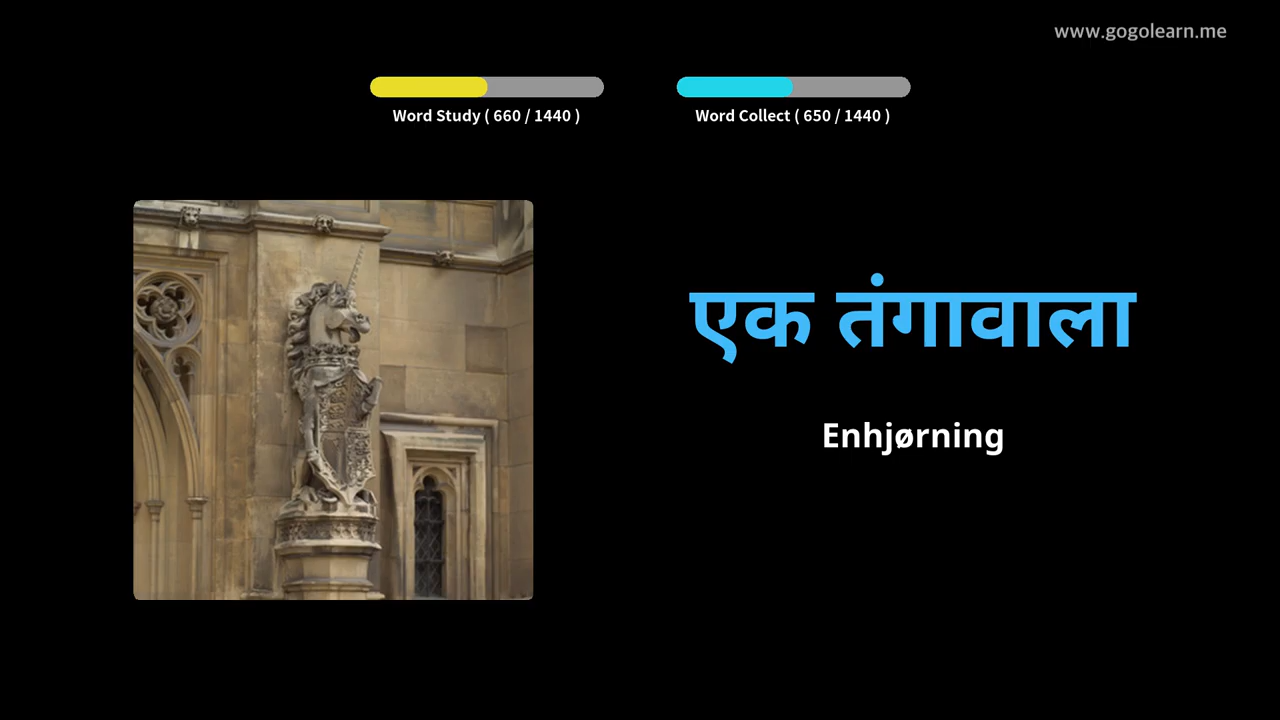 www.gogolearn.me
Word Study ( 660 / 1440 )
Word Collect ( 650 / 1440 )
एक तंगावाला
Enhjørning